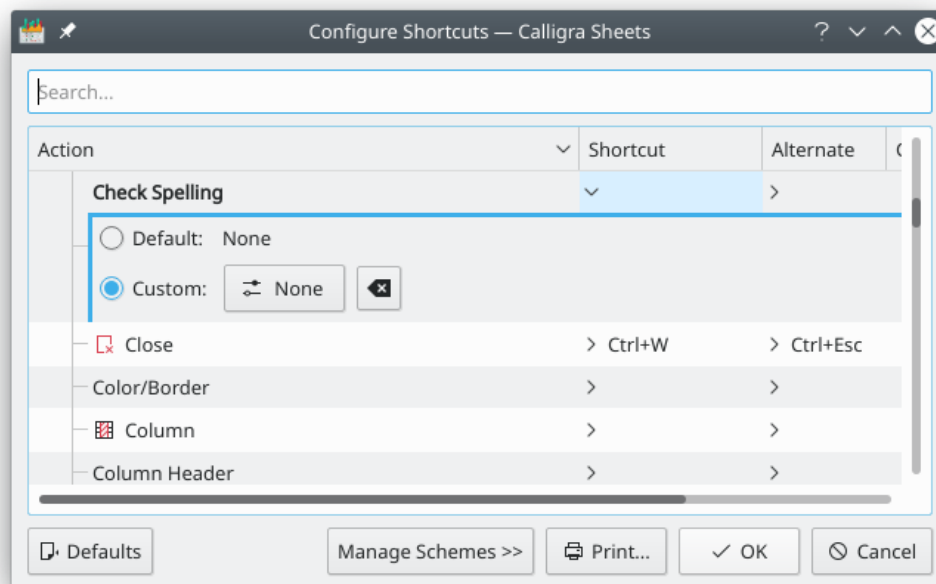 Configure Shortcuts — Calligra Sheets
Search...
Action Shortcut Alternate
Check Spelling
Default: None
Custom: None
Close Ctrl+W Ctrl+Esc
Color/Border
Column
Column Header
Defaults Manage Schemes >> Print... OK Cancel